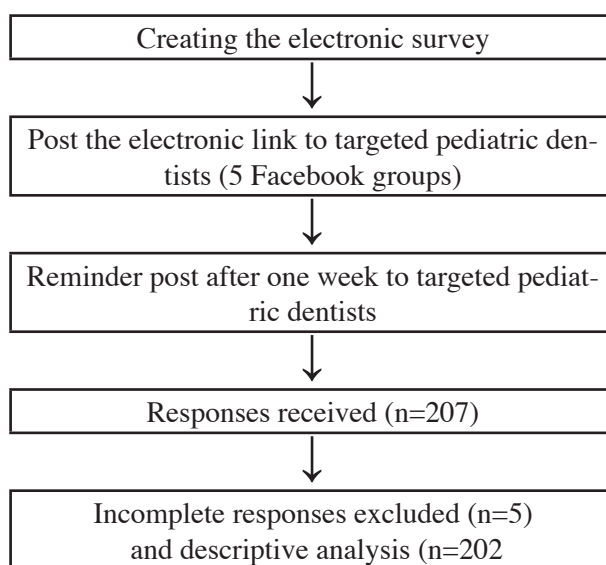 Creating the electronic survey
Post the electronic link to targeted pediatric den-
tists (5 Facebook groups)
Reminder post after one week to targeted pediat-
ric dentists
Responses received (n=207)
Incomplete responses excluded (n=5)
and descriptive analysis (n=202